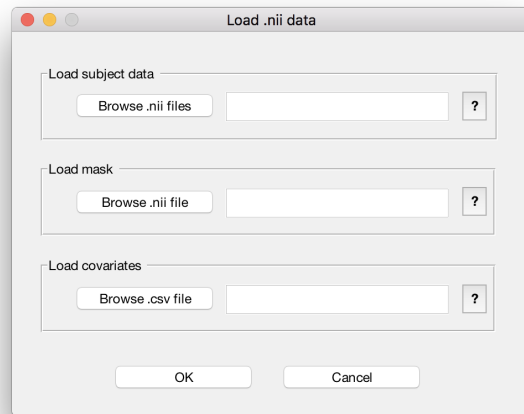 Load .nii data
Load subject data
Browse .nii files
?
Load mask
Browse .nii file
?
Load covariates
Browse .csv file
?
OK
Cancel